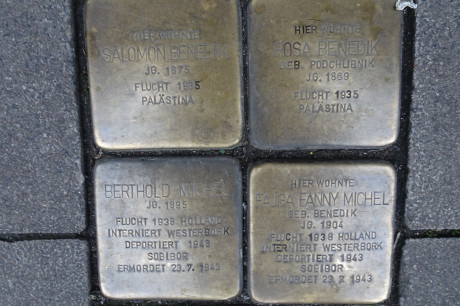 HIER WOHNTE
SALOMON BENEDIK
JG. 1875
FLUCHT 1935
PALÄSTINA
HIER WOHNTE
ROSA BENEDIK
GEB. PODCHLIBNIK
JG. 1869
FLUCHT 1935
PALÄSTINA
BERTHOLD MICHEL
JG. 1895
FLUCHT 1938 HOLLAND
INTERNIERT WESTERBORK
DEPORTIERT 1943
SOBIBOR
ERMORDET 23.7.1943
HIER WOHNTE
FANNY MICHEL
GEB. BENEDIK
JG. 1904
FLUCHT 1938 HOLLAND
INTERNIERT WESTERBORK
DEPORTIERT 1943
SOBIBOR
ERMORDET 23.7.1943